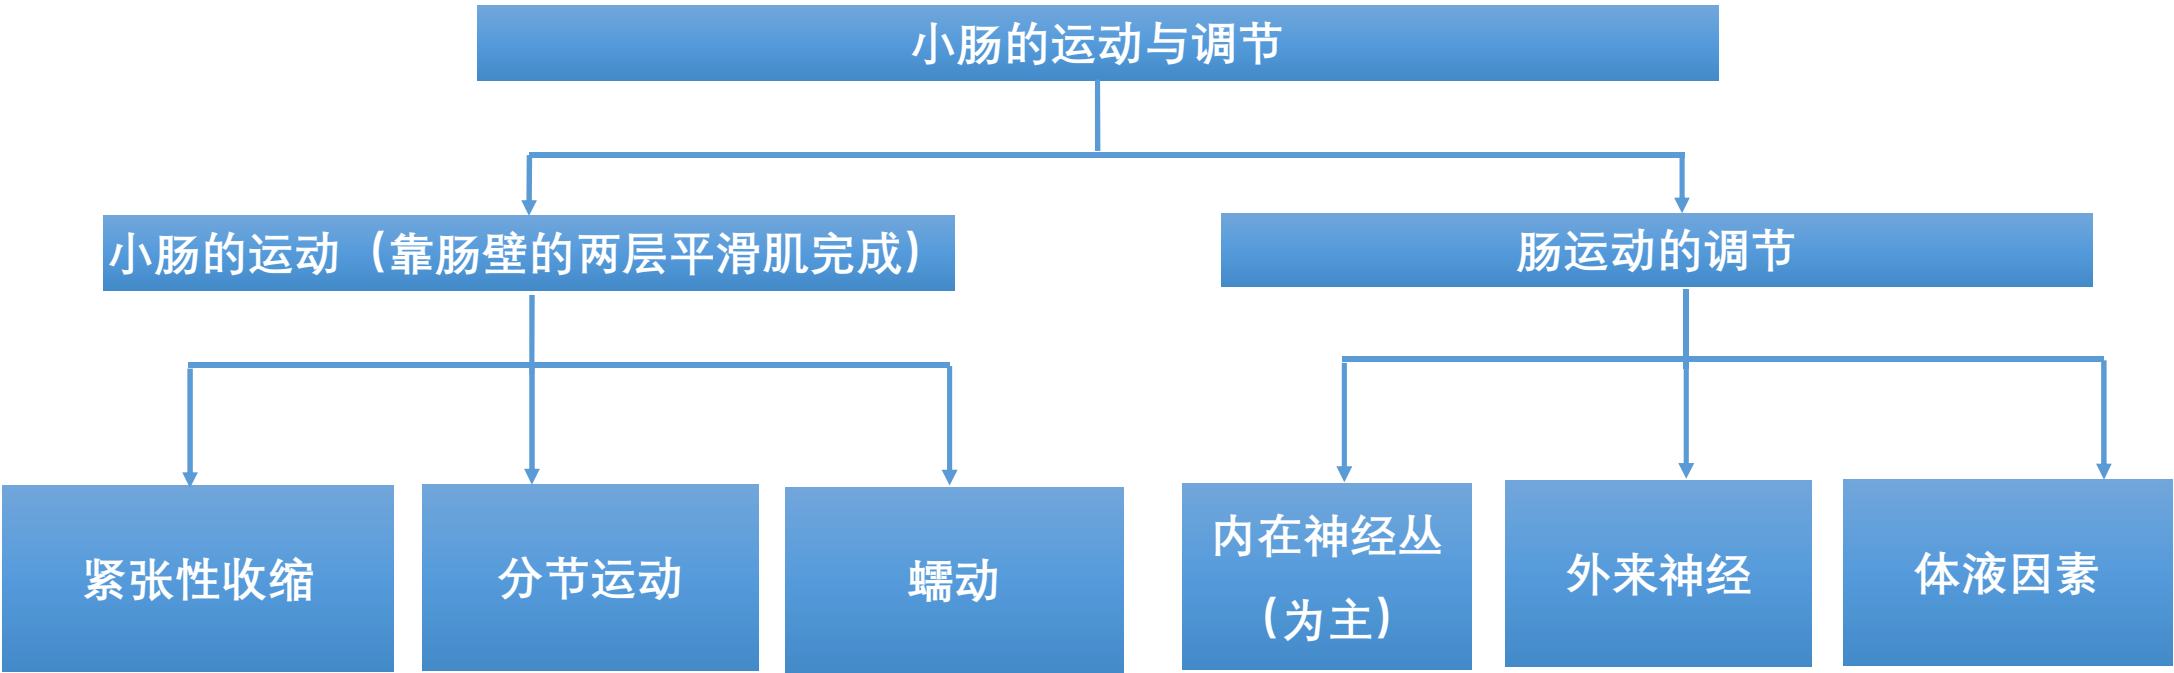 小肠的运动与调节
小肠的运动（靠肠壁的两层平滑肌完成）
肠运动的调节
紧张性收缩
分节运动
蠕动
内在神经丛
（为主）
外来神经
体液因素